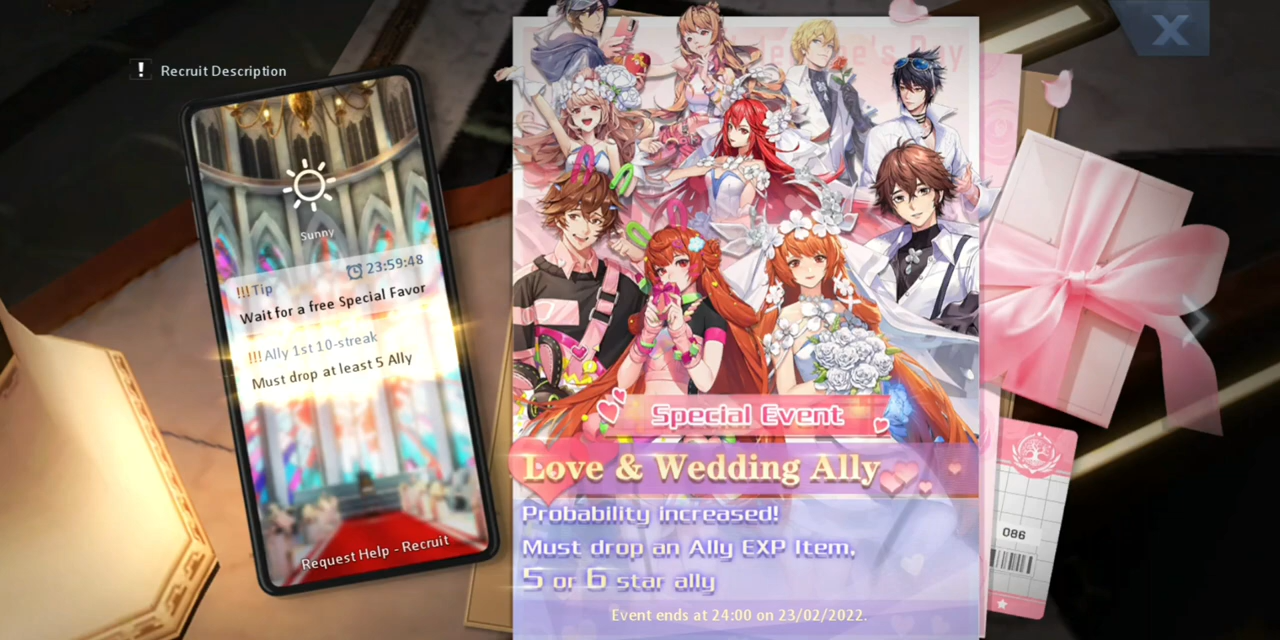 Recruit Description
X
Sunny
23:59:48
!!!Tip
Wait for a free Special Favor
!!!Ally 1st 10-streak
Must drop at least 5 Ally
Request Help - Recruit
Special Event
Love & Wedding Ally
Probability increased!
Must drop an Ally EXP Item,
5 or 6 star ally
Event ends at 24:00 on 23/02/2022.
086